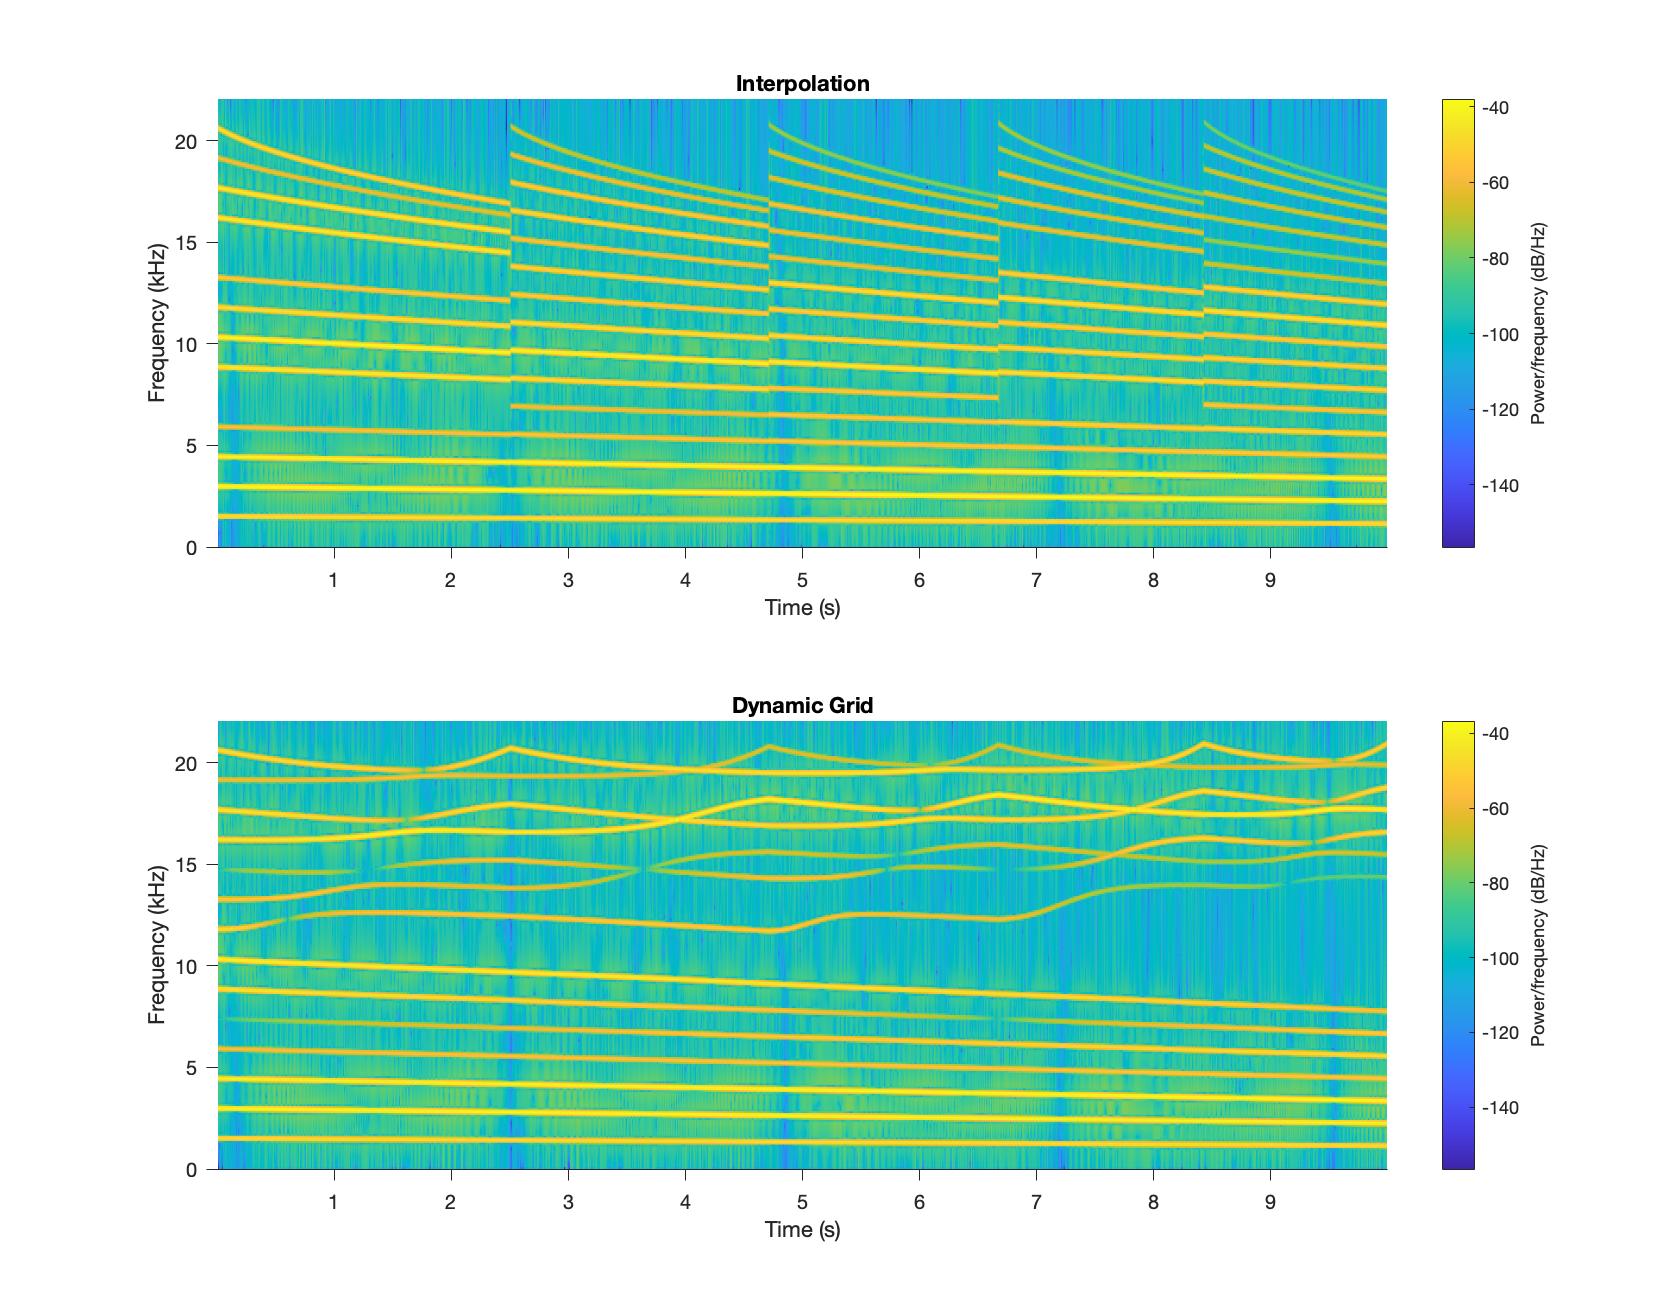 Interpolation
20
15
10
5
0
Frequency (kHz)
1 2 3 4 5 6 7 8 9
Time (s)
-40
-60
-80
-100
-120
-140
Power/frequency (dB/Hz)
Dynamic Grid
20
15
10
5
0
Frequency (kHz)
1 2 3 4 5 6 7 8 9
Time (s)
-40
-60
-80
-100
-120
-140
Power/frequency (dB/Hz)